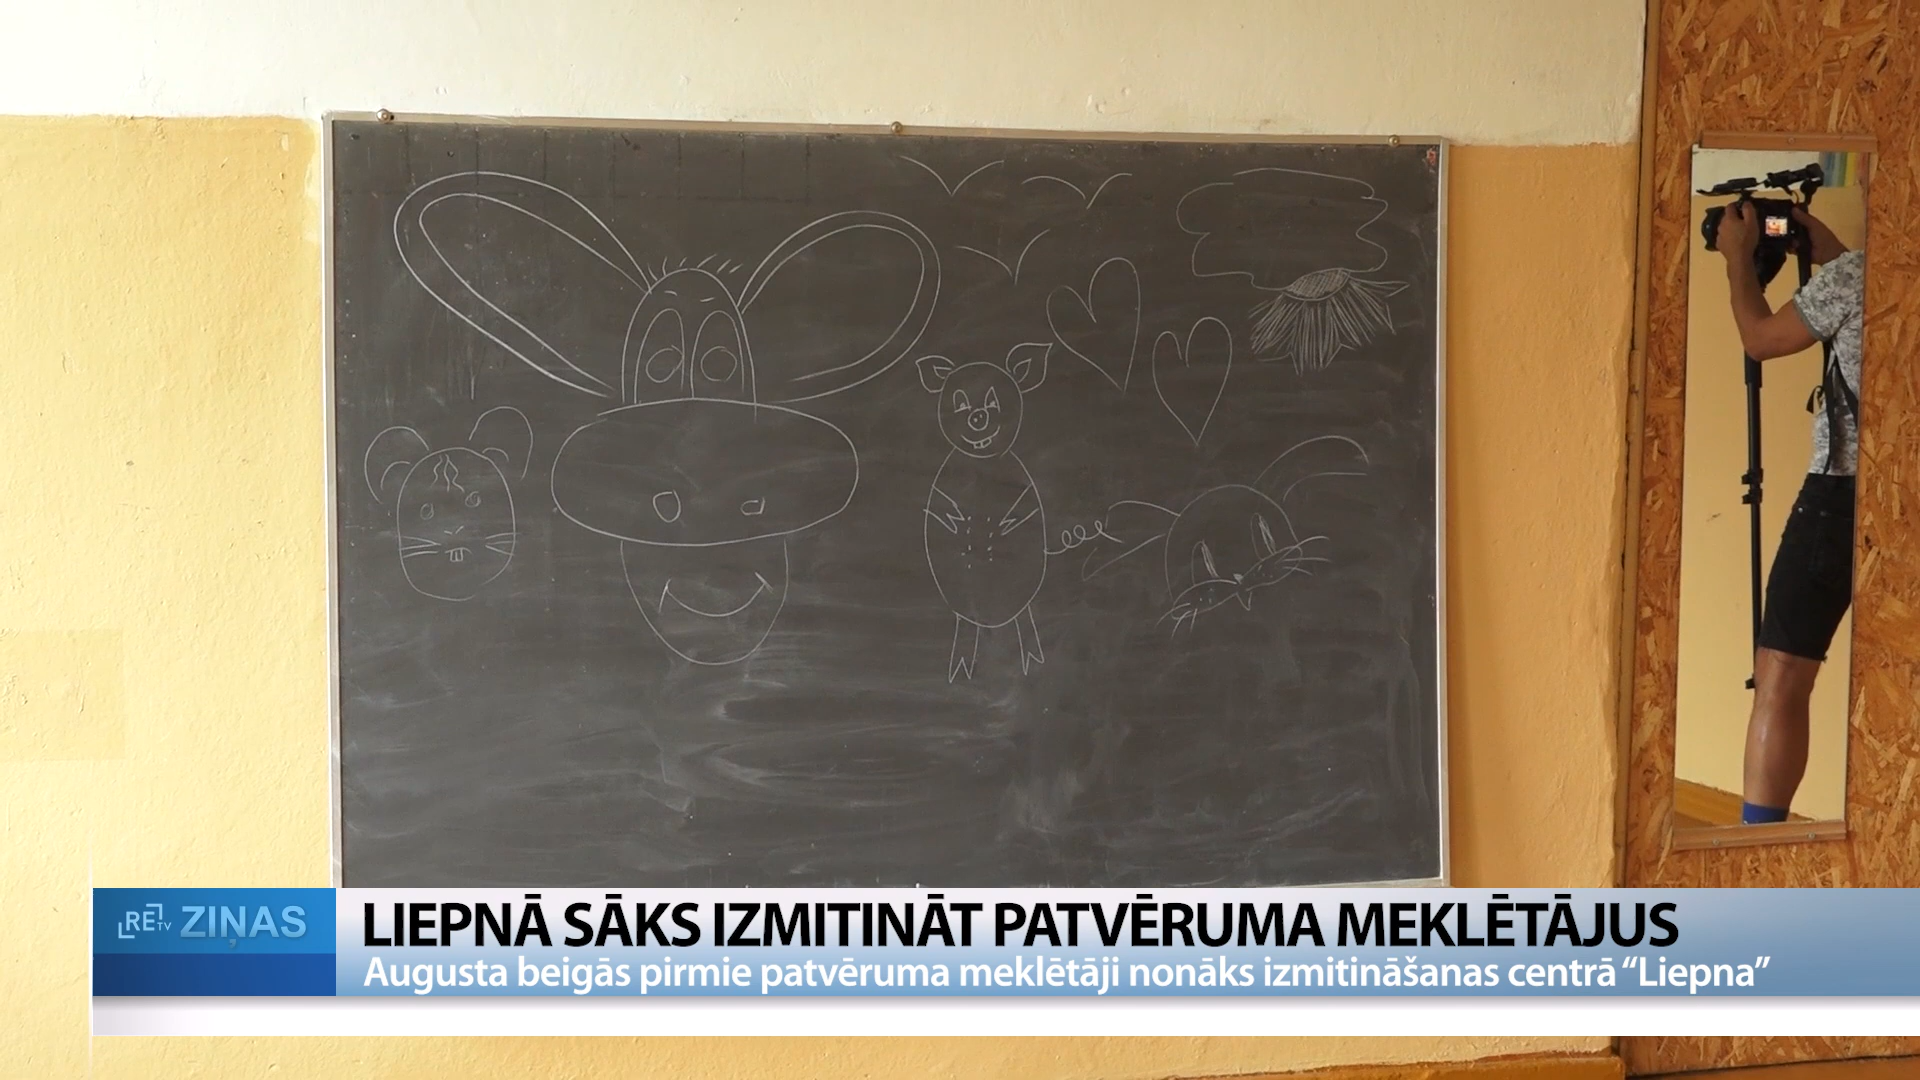 RE TV ZIŅAS
LIEPNĀ SĀKS IZMITINĀT PATVĒRUMA MEKLĒTĀJUS
Augusta beigās pirmie patvēruma meklētāji nonāks izmitināšanas centrā “Liepna”